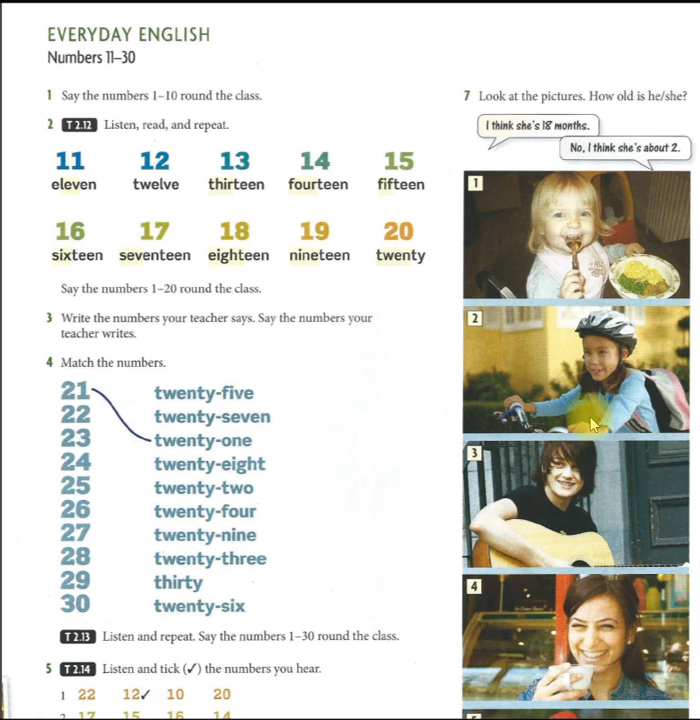 EVERYDAY ENGLISH
Numbers 11–30
1 Say the numbers 1–10 round the class.
2 T 2.12 Listen, read, and repeat.
11 12 13 14 15
eleven twelve thirteen fourteen fifteen
16 17 18 19 20
sixteen seventeen eighteen nineteen twenty
Say the numbers 1–20 round the class.
3 Write the numbers your teacher says. Say the numbers your
teacher writes.
4 Match the numbers.
21 twenty-five
22 twenty-seven
23 twenty-one
24 twenty-eight
25 twenty-two
26 twenty-four
27 twenty-nine
28 twenty-three
29 thirty
30 twenty-six
T 2.13 Listen and repeat. Say the numbers 1–30 round the class.
5 T 2.14 Listen and tick (✓) the numbers you hear.
1 22 12✓ 10 20
2 17 15 16 14
7 Look at the pictures. How old is he/she?
I think she's 18 months.
No, I think she's about 2.
1
2
3
4